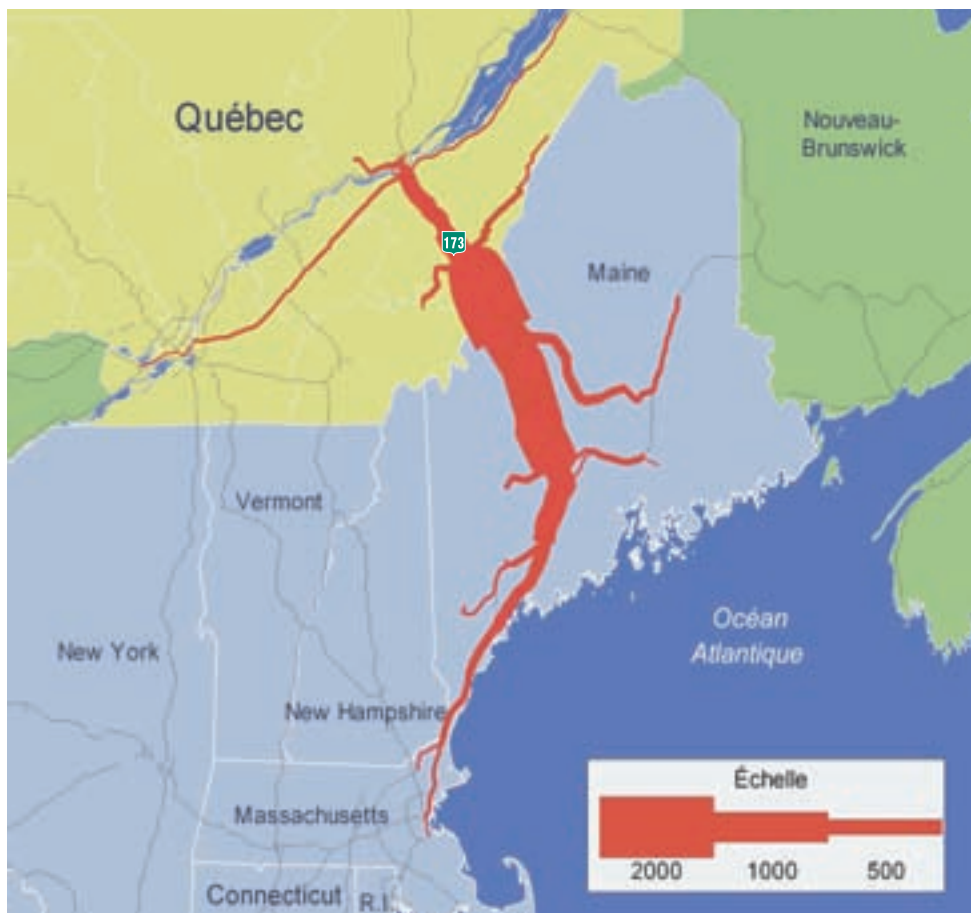 Québec
Nouveau-
Brunswick
173
Maine
Vermont
Océan
Atlantique
New York
New Hampshire
Massachusetts
Connecticut
R.I.
Échelle
2000
1000
500